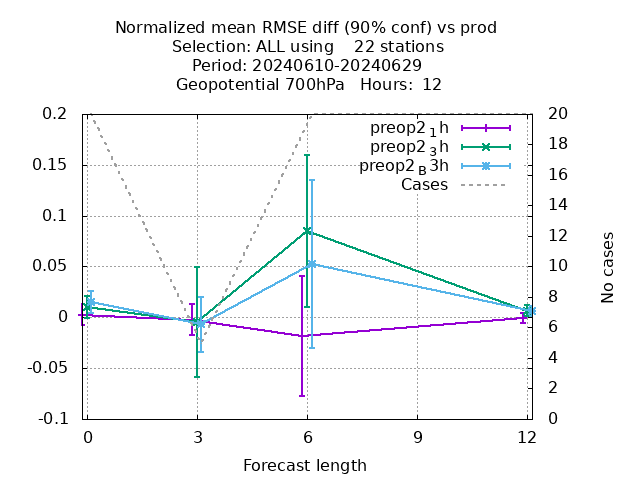 Normalized mean RMSE diff (90% conf) vs prod
Selection: ALL using    22 stations
Period: 20240610-20240629
Geopotential 700hPa   Hours:  12
preop2 1h
preop2 3h
preop2 B3h
Cases
0.2
0.15
0.1
0.05
0
-0.05
-0.1
20
18
16
14
12
10
8
6
4
2
0
No cases
0 3 6 9 12
Forecast length